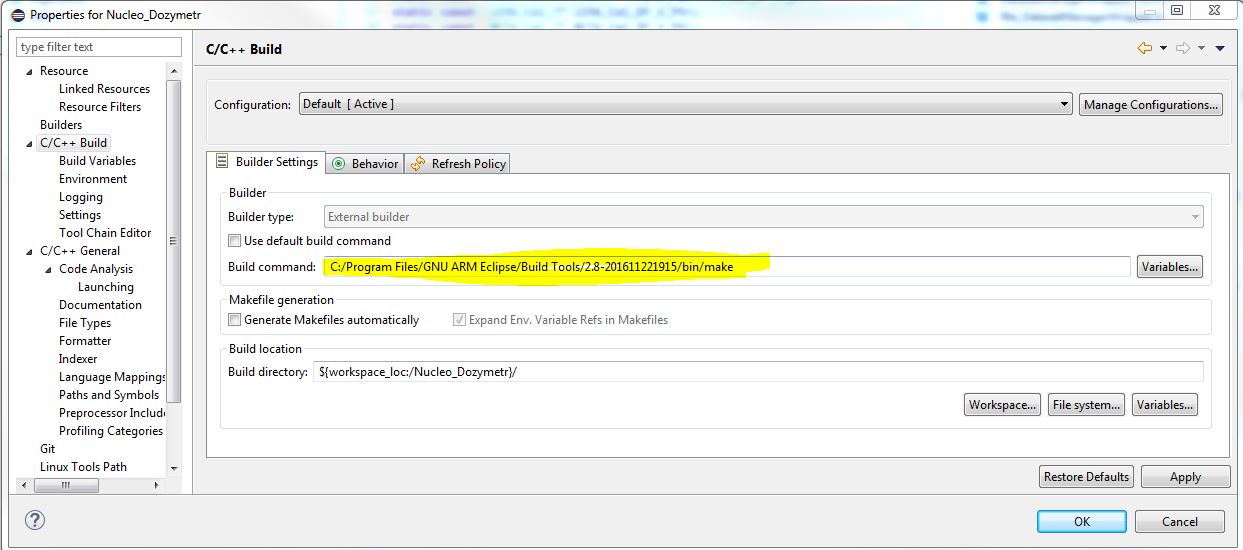 Properties for Nucleo_Dozymetr
type filter text
Resource
Linked Resources
Resource Filters
Builders
C/C++ Build
Build Variables
Environment
Logging
Settings
Tool Chain Editor
C/C++ General
Code Analysis
Launching
Documentation
File Types
Formatter
Indexer
Language Mappings
Paths and Symbols
Preprocessor Include
Profiling Categories
Git
Linux Tools Path
C/C++ Build
Configuration: Default [ Active ] Manage Configurations...
Builder Settings Behavior Refresh Policy
Builder
Builder type: External builder
Use default build command
Build command: C:/Program Files/GNU ARM Eclipse/Build Tools/2.8-201611221915/bin/make Variables...
Makefile generation
Generate Makefiles automatically Expand Env. Variable Refs in Makefiles
Build location
Build directory: ${workspace_loc:/Nucleo_Dozymetr}/
Workspace... File system... Variables...
Restore Defaults Apply
OK Cancel